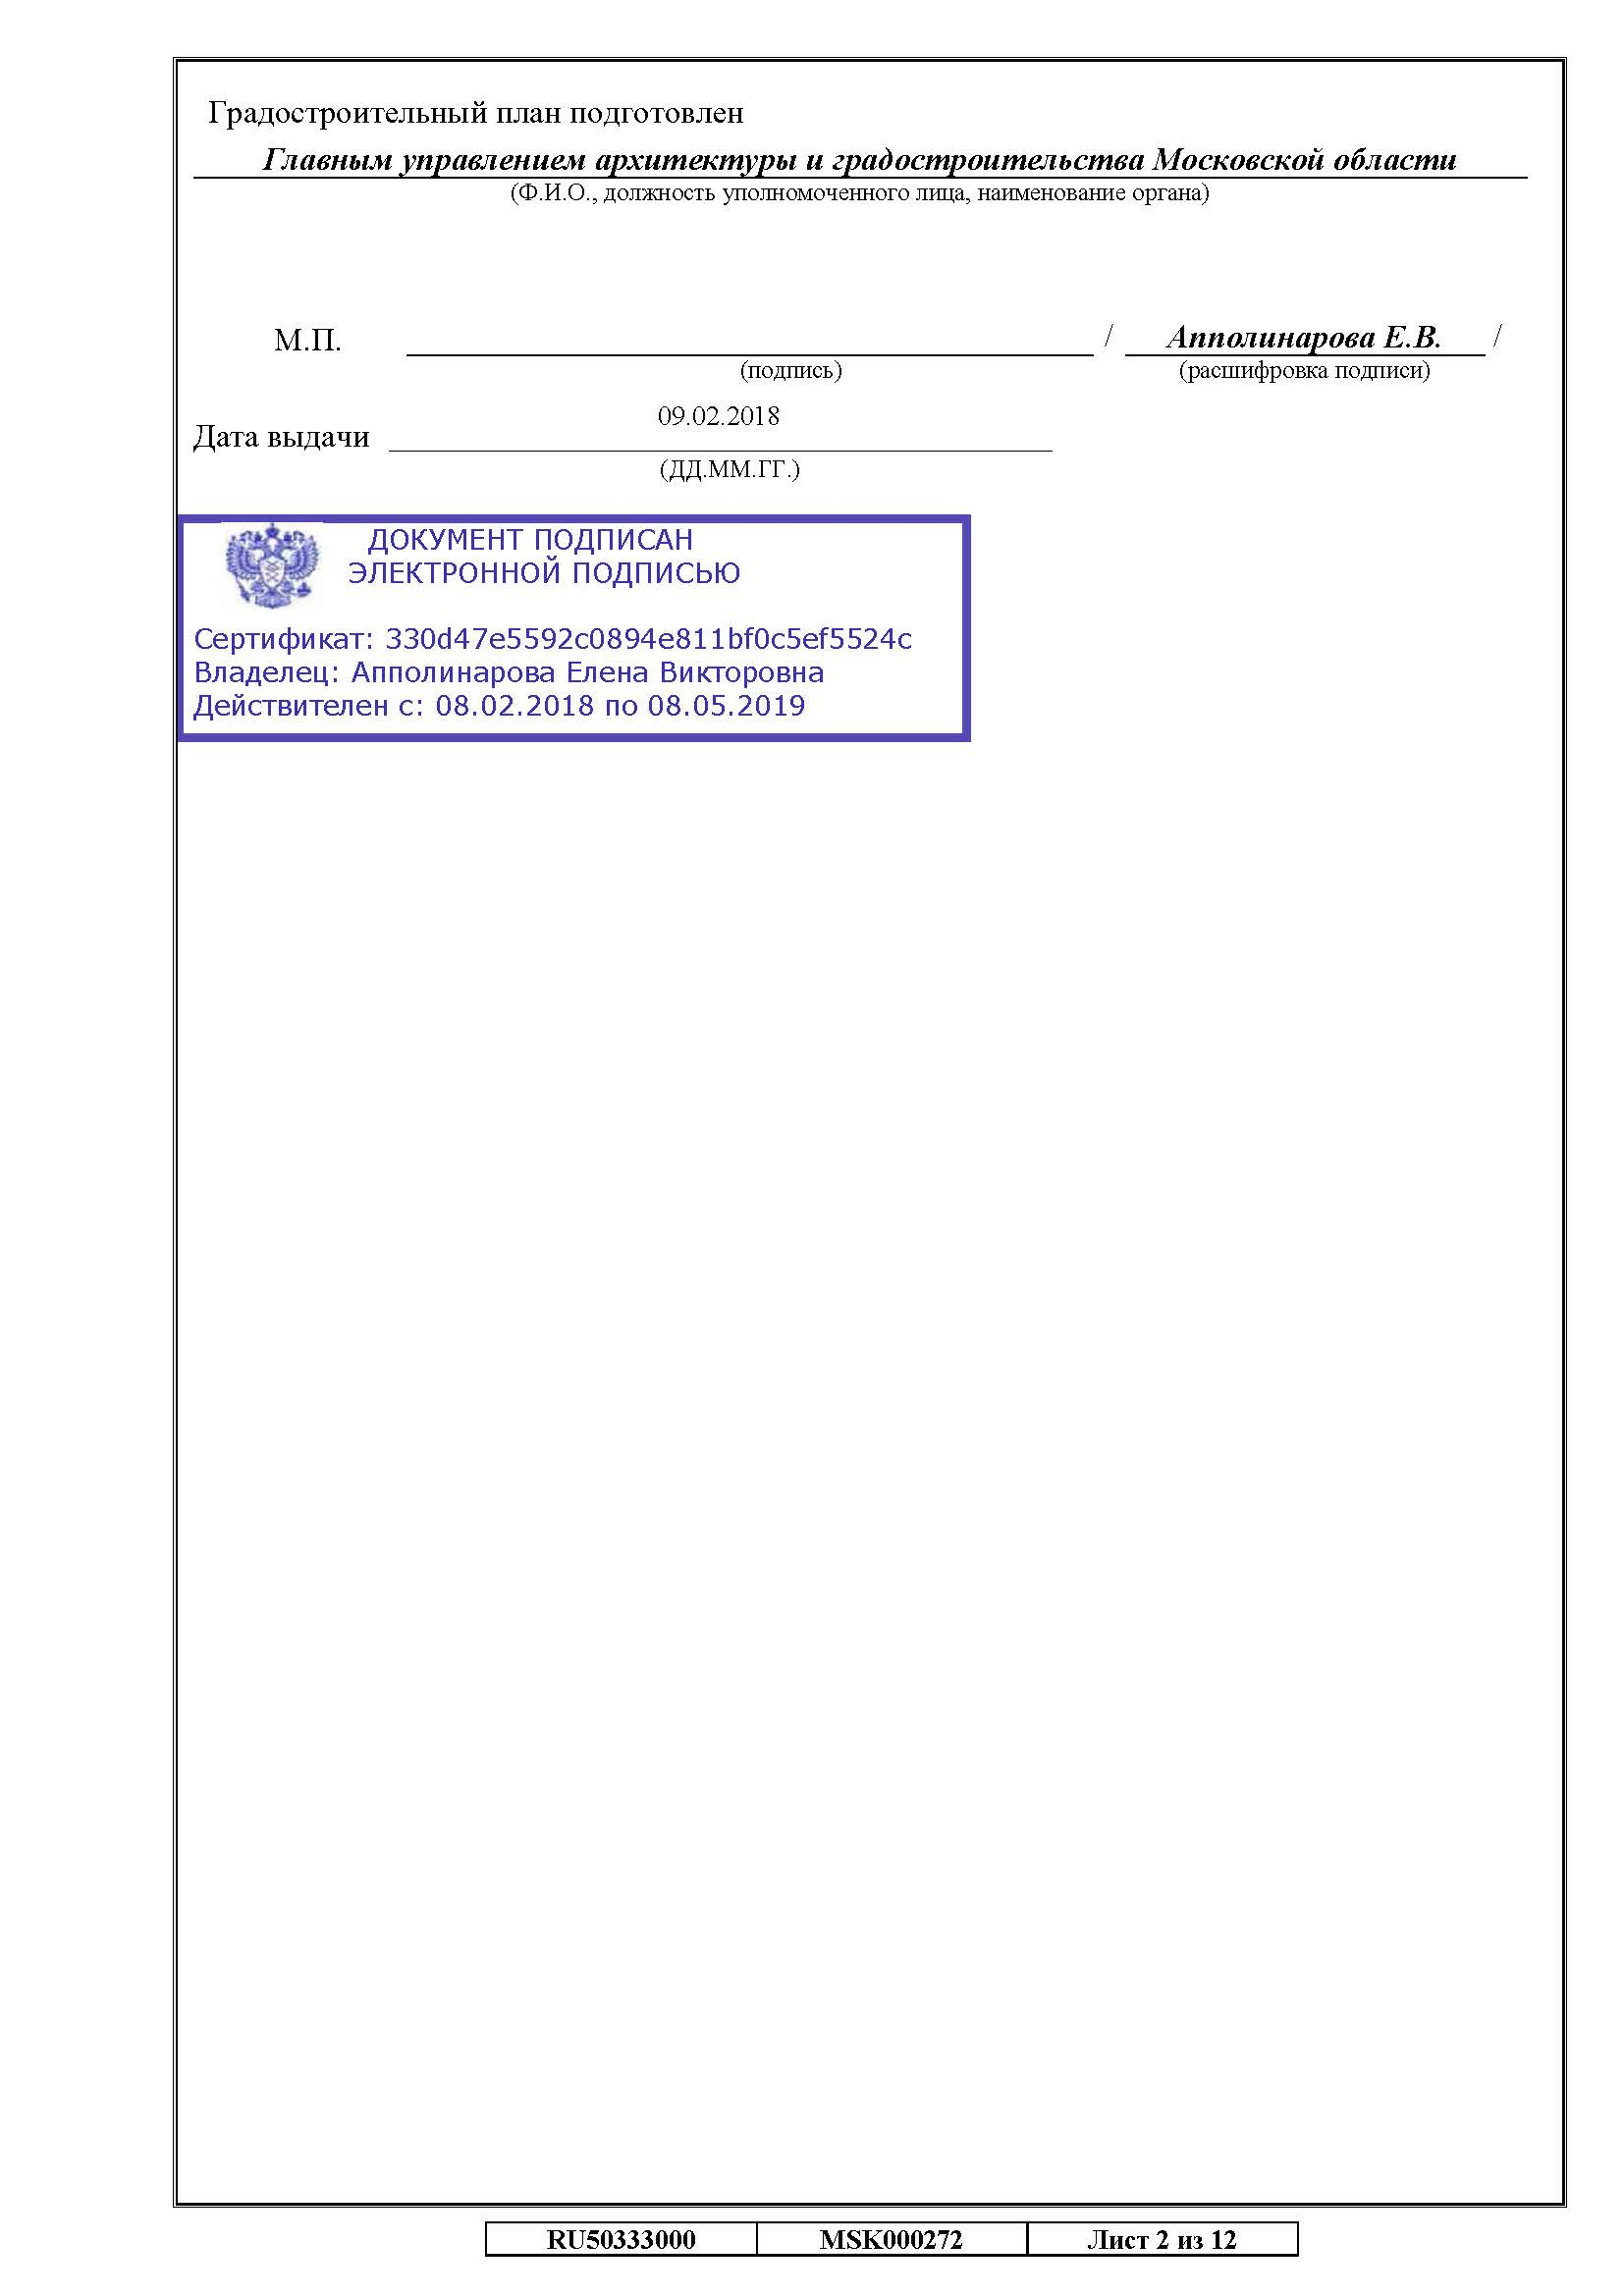 Градостроительный план подготовлен
Главным управлением архитектуры и градостроительства Московской области
(Ф.И.О., должность уполномоченного лица, наименование органа)
М.П. / Апполинарова Е.В. /
(подпись) (расшифровка подписи)
09.02.2018
Дата выдачи
(ДД.ММ.ГГ.)
ДОКУМЕНТ ПОДПИСАН
ЭЛЕКТРОННОЙ ПОДПИСЬЮ
Сертификат: 330d47e5592c0894e811bf0c5ef5524c
Владелец: Апполинарова Елена Викторовна
Действителен с: 08.02.2018 по 08.05.2019
RU50333000 MSK000272 Лист 2 из 12